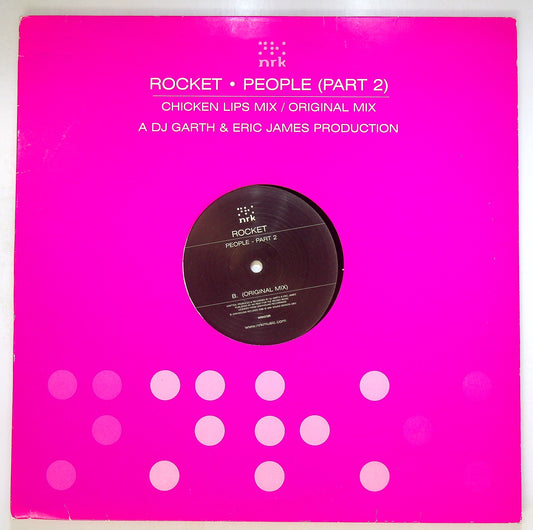 nrk
ROCKET • PEOPLE (PART 2)
CHICKEN LIPS MIX / ORIGINAL MIX
A DJ GARTH & ERIC JAMES PRODUCTION
nrk
ROCKET
PEOPLE - PART 2
B. (ORIGINAL MIX)
www.nrkmusic.com